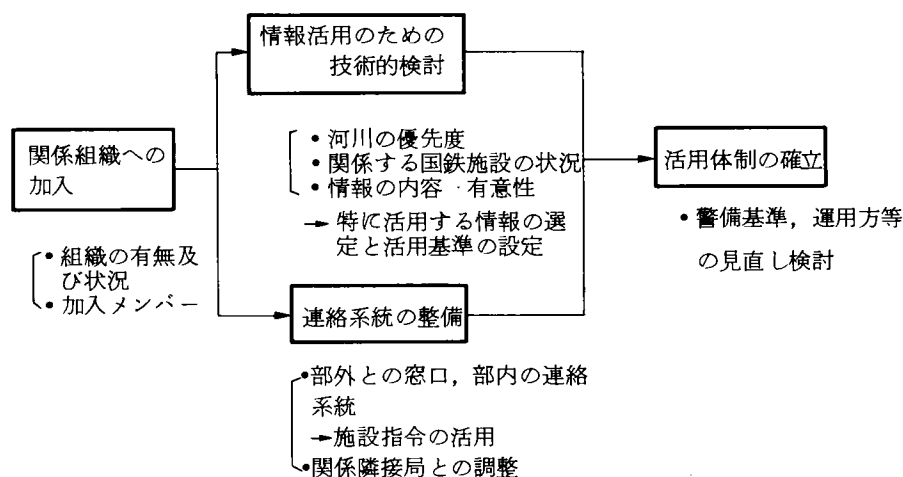 関係組織への
加入
• 組織の有無及
び状況
• 加入メンバー
情報活用のための
技術的検討
• 河川の優先度
• 関係する国鉄施設の状況
• 情報の内容・有意性
→ 特に活用する情報の選
定と活用基準の設定
連絡系統の整備
• 部外との窓口，部内の連絡
系統
→施設指令の活用
• 関係隣接局との調整
活用体制の確立
• 警備基準，運用方等
の見直し検討